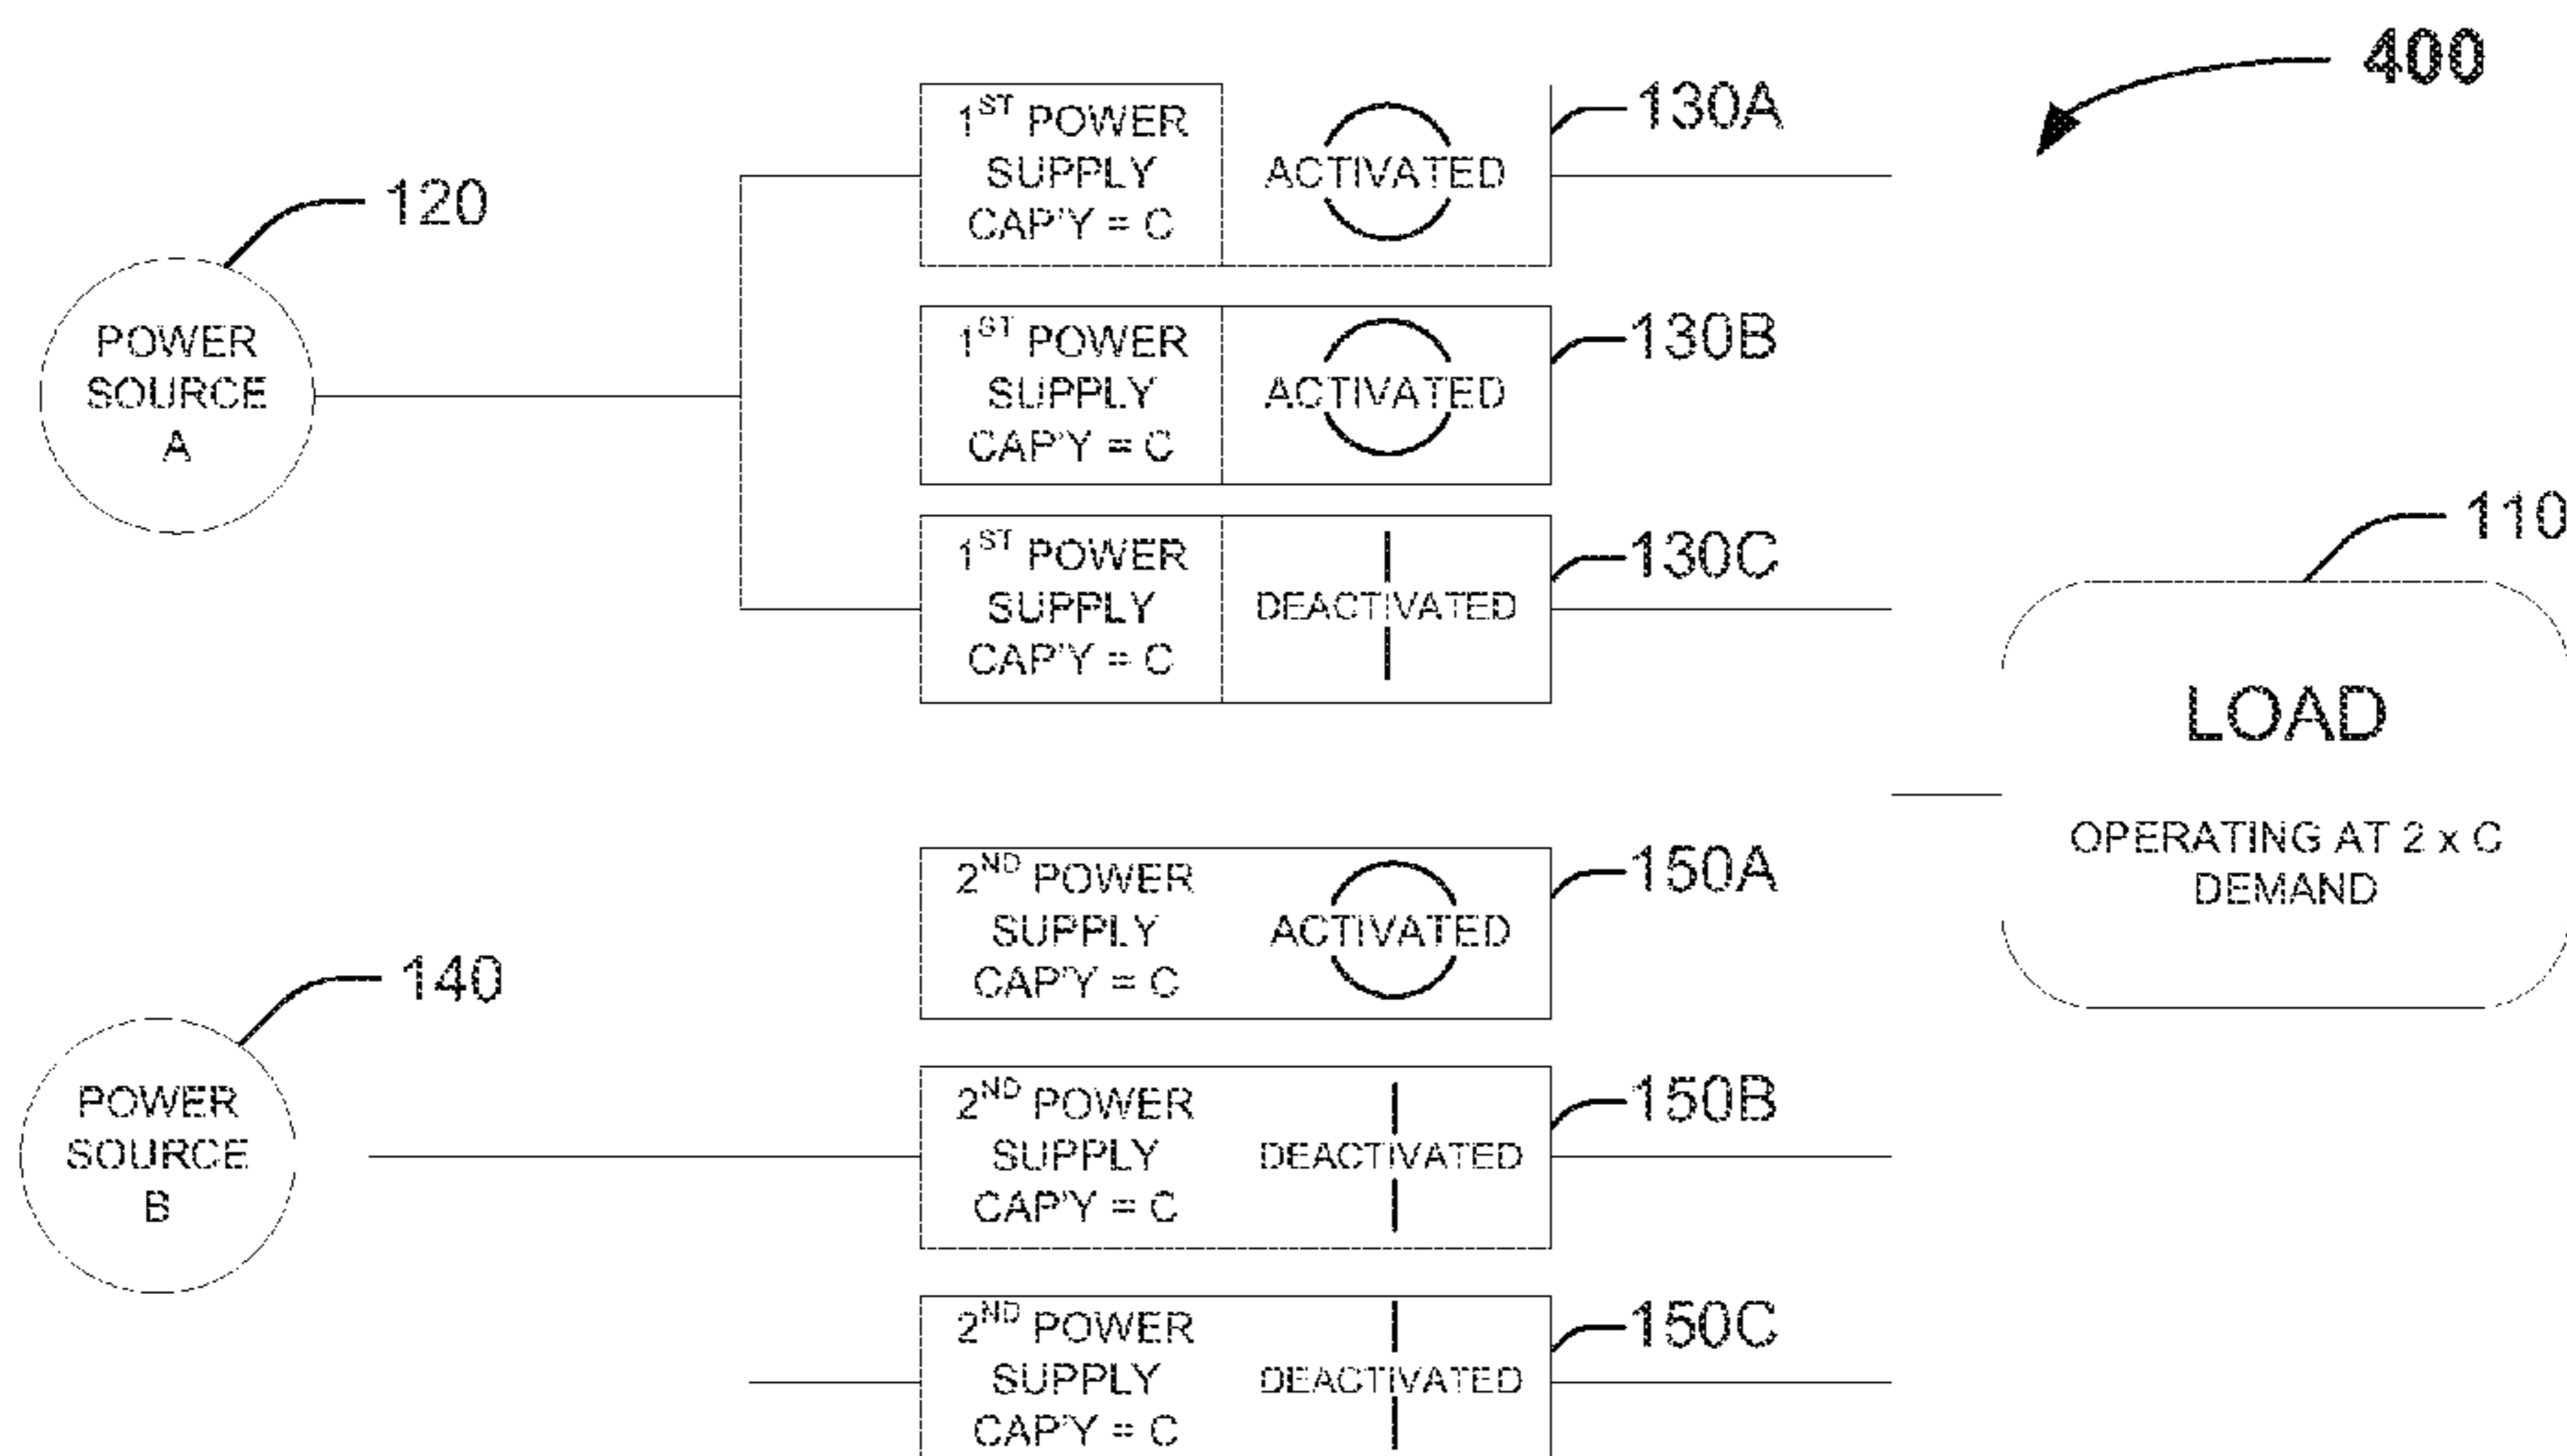 400
120
POWER
SOURCE
A
1ST POWER
SUPPLY
CAP'Y = C
ACTIVATED
130A
1ST POWER
SUPPLY
CAP'Y = C
ACTIVATED
130B
1ST POWER
SUPPLY
CAP'Y = C
DEACTIVATED
130C
110
LOAD
OPERATING AT 2 x C
DEMAND
140
POWER
SOURCE
B
2ND POWER
SUPPLY
CAP'Y = C
ACTIVATED
150A
2ND POWER
SUPPLY
CAP'Y = C
DEACTIVATED
150B
2ND POWER
SUPPLY
CAP'Y = C
DEACTIVATED
150C